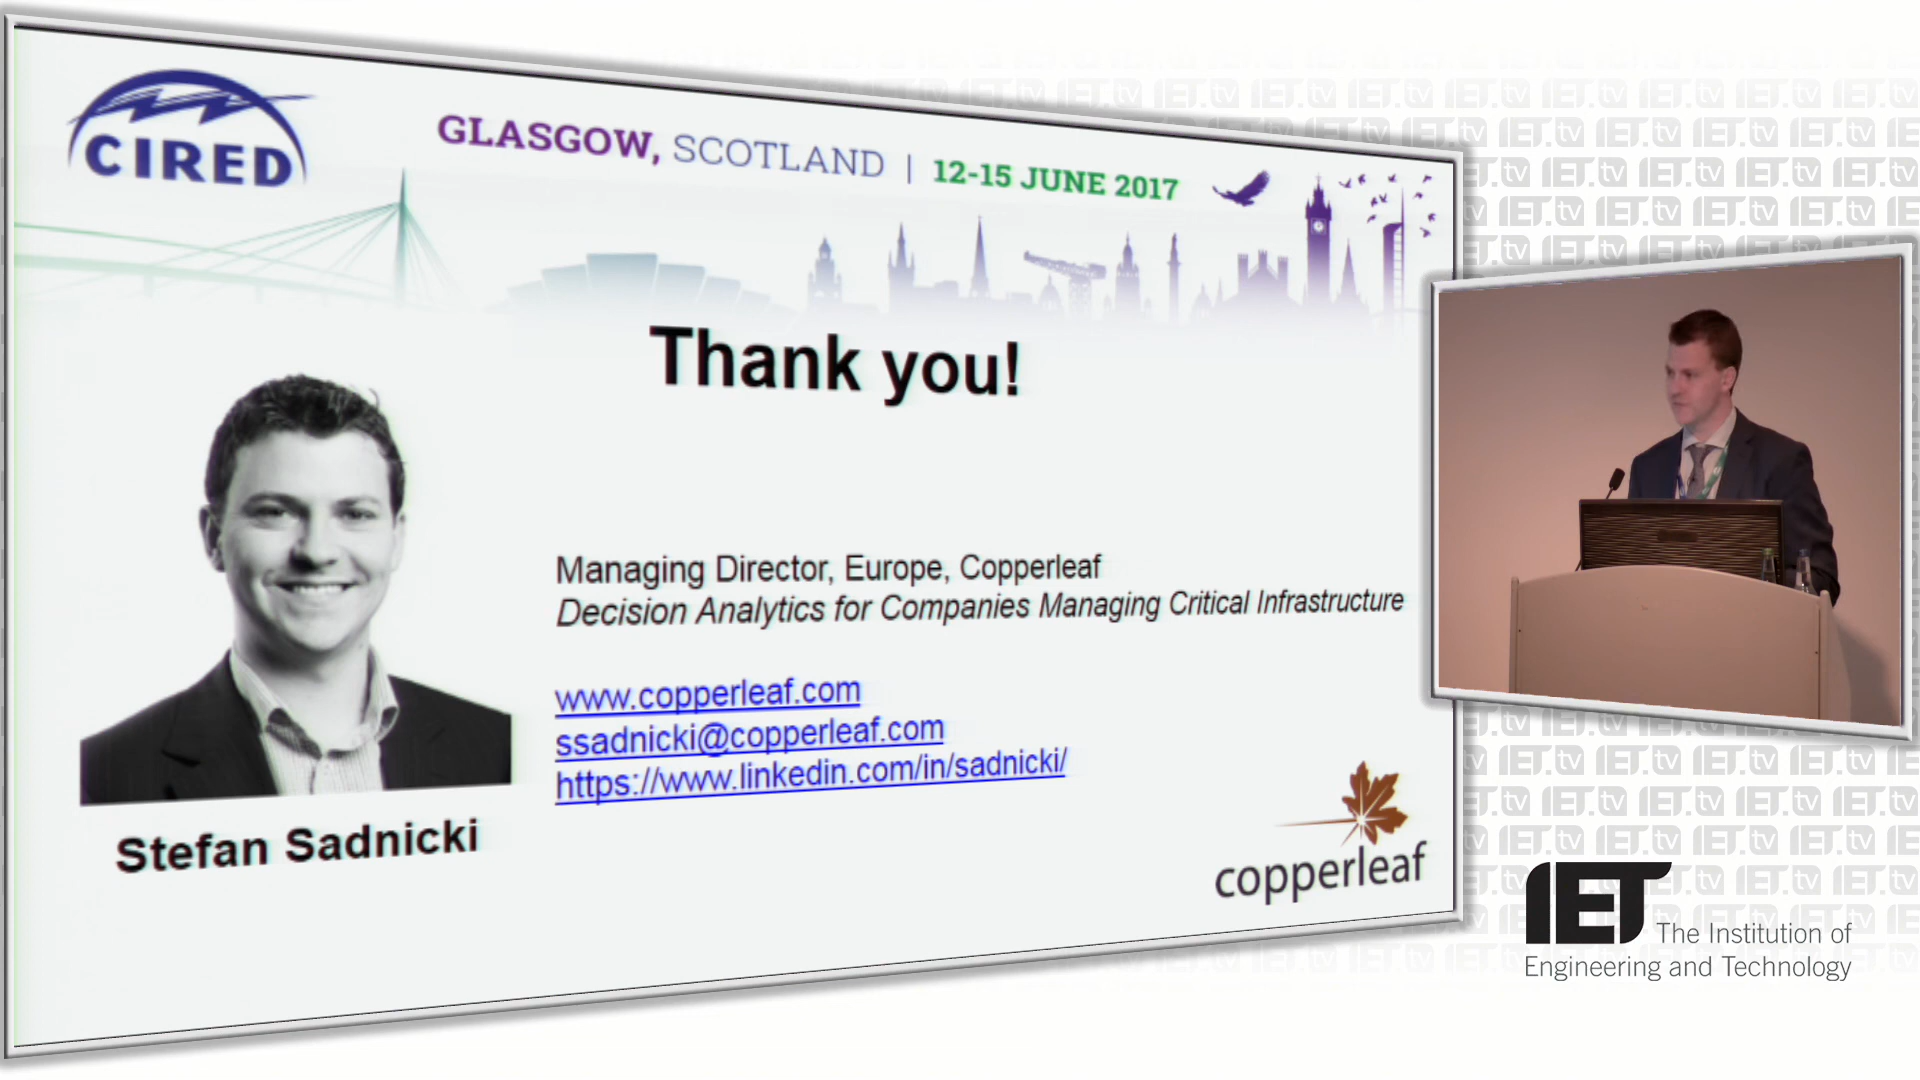 CIRED
GLASGOW, SCOTLAND | 12-15 JUNE 2017
Thank you!
Managing Director, Europe, Copperleaf
Decision Analytics for Companies Managing Critical Infrastructure
www.copperleaf.com
ssadnicki@copperleaf.com
https://www.linkedin.com/in/sadnicki/
Stefan Sadnicki
copperleaf
IET
The Institution of
Engineering and Technology
IET.tv